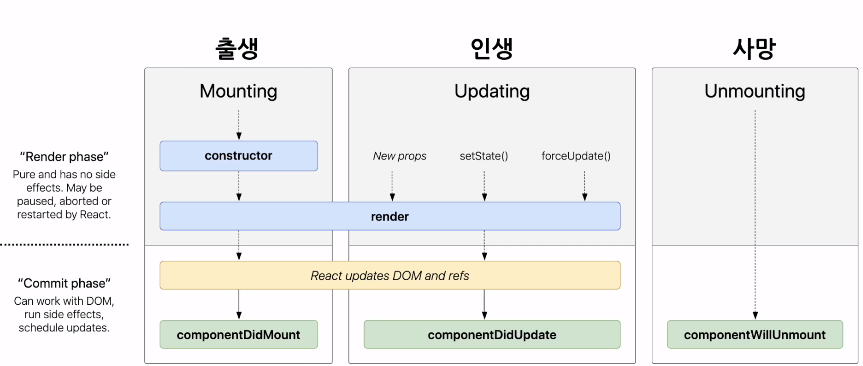 출생
인생
사망
Mounting
Updating
Unmounting
“Render phase”
Pure and has no side
effects. May be
paused, aborted or
restarted by React.
constructor
New props
setState()
forceUpdate()
render
“Commit phase”
Can work with DOM,
run side effects,
schedule updates.
React updates DOM and refs
componentDidMount
componentDidUpdate
componentWillUnmount